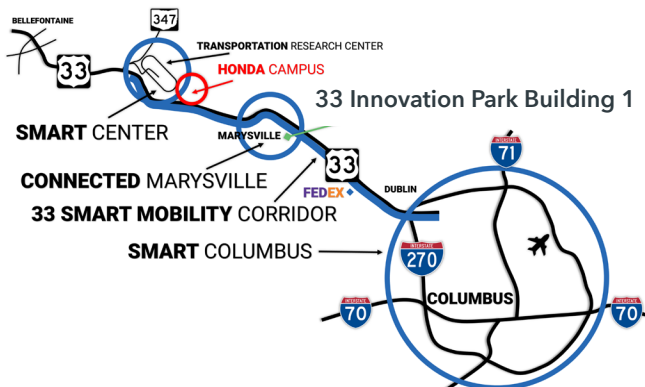 BELLEFONTAINE
347
TRANSPORTATION RESEARCH CENTER
33
HONDA CAMPUS
33 Innovation Park Building 1
SMART CENTER
MARYSVILLE
INTERSTATE
71
33
CONNECTED MARYSVILLE
FEDEX
DUBLIN
33 SMART MOBILITY CORRIDOR
SMART COLUMBUS
INTERSTATE
270
COLUMBUS
INTERSTATE
70
INTERSTATE
70